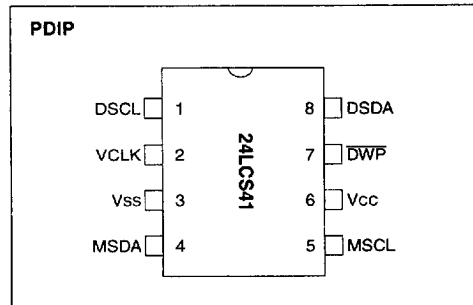 PDIP
DSCL 1 8 DSDA
VCLK 2 7 DWP
Vss 3 6 Vcc
MSDA 4 5 MSCL
24LCS41